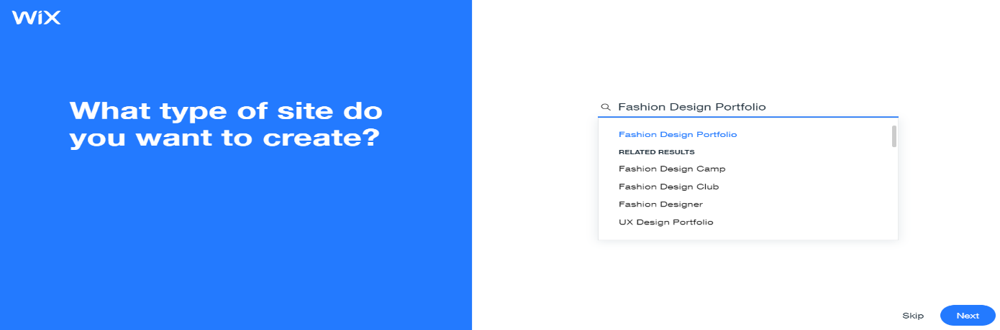 WiX
What type of site do
you want to create?
Fashion Design Portfolio
Fashion Design Portfolio
RELATED RESULTS
Fashion Design Camp
Fashion Design Club
Fashion Designer
UX Design Portfolio
Skip
Next